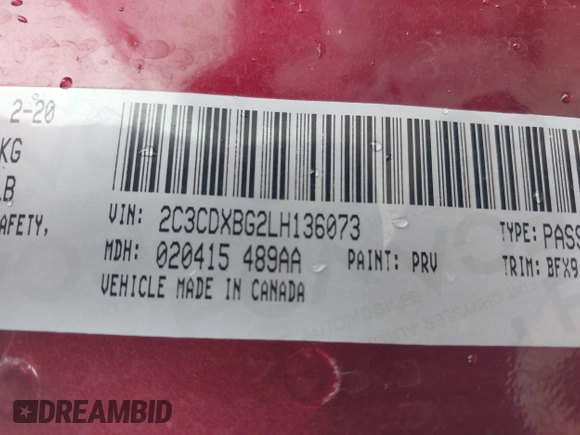 2-20
KG
LB
AFETY,
VIN: 2C3CDXBG2LH136073
TYPE: PASS
MDH: 020415 489AA
PAINT: PRV
TRIM: BFX9
VEHICLE MADE IN CANADA
DREAMBID